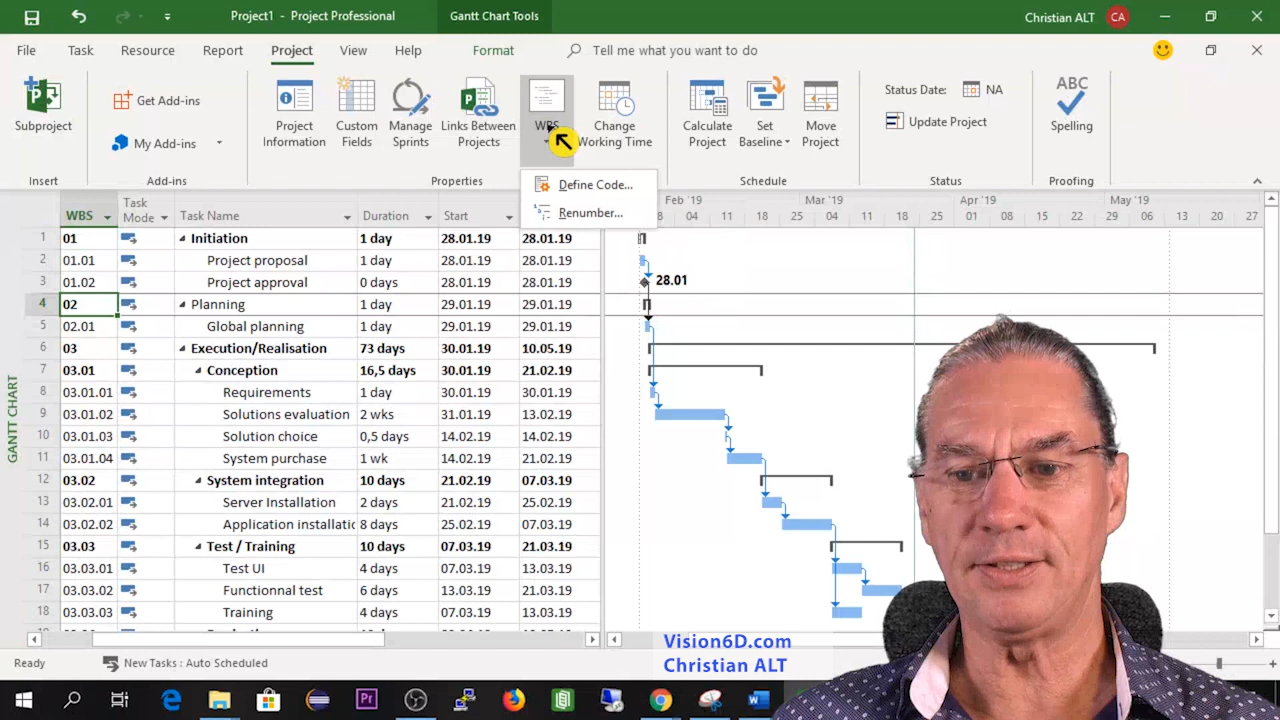 Project1 - Project Professional
Gantt Chart Tools
Christian ALT
CA
File
Task
Resource
Report
Project
View
Help
Format
Tell me what you want to do
Subproject
Get Add-ins
My Add-ins
Project Information
Custom Fields
Manage Sprints
Links Between Projects
WBS
Change Working Time
Calculate Project
Set Baseline
Move Project
Status Date: NA
Update Project
ABC
Spelling
Insert
Add-ins
Properties
Schedule
Status
Proofing
Define Code...
Renumber...
WBS Task Mode Task Name Duration Start
Feb '19 Mar '19 Apr '19 May '19
04 11 18 25 04 11 18 25 01 08 15 22 29 06 13 20 27
1 01 Initiation 1 day 28.01.19 28.01.19
2 01.01 Project proposal 1 day 28.01.19 28.01.19
3 01.02 Project approval 0 days 28.01.19 28.01.19
28.01
4 02 Planning 1 day 29.01.19 29.01.19
5 02.01 Global planning 1 day 29.01.19 29.01.19
6 03 Execution/Realisation 73 days 30.01.19 10.05.19
7 03.01 Conception 16,5 days 30.01.19 21.02.19
8 03.01.01 Requirements 1 day 30.01.19 30.01.19
9 03.01.02 Solutions evaluation 2 wks 31.01.19 13.02.19
10 03.01.03 Solution choice 0,5 days 14.02.19 14.02.19
11 03.01.04 System purchase 1 wk 14.02.19 21.02.19
12 03.02 System integration 10 days 21.02.19 07.03.19
13 03.02.01 Server Installation 2 days 21.02.19 25.02.19
14 03.02.02 Application installatic 8 days 25.02.19 07.03.19
15 03.03 Test / Training 10 days 07.03.19 21.03.19
16 03.03.01 Test UI 4 days 07.03.19 13.03.19
17 03.03.02 Functionnal test 6 days 13.03.19 21.03.19
18 03.03.03 Training 4 days 07.03.19 13.03.19
GANTT CHART
Vision6D.com
Christian ALT
Ready
New Tasks : Auto Scheduled
Pr